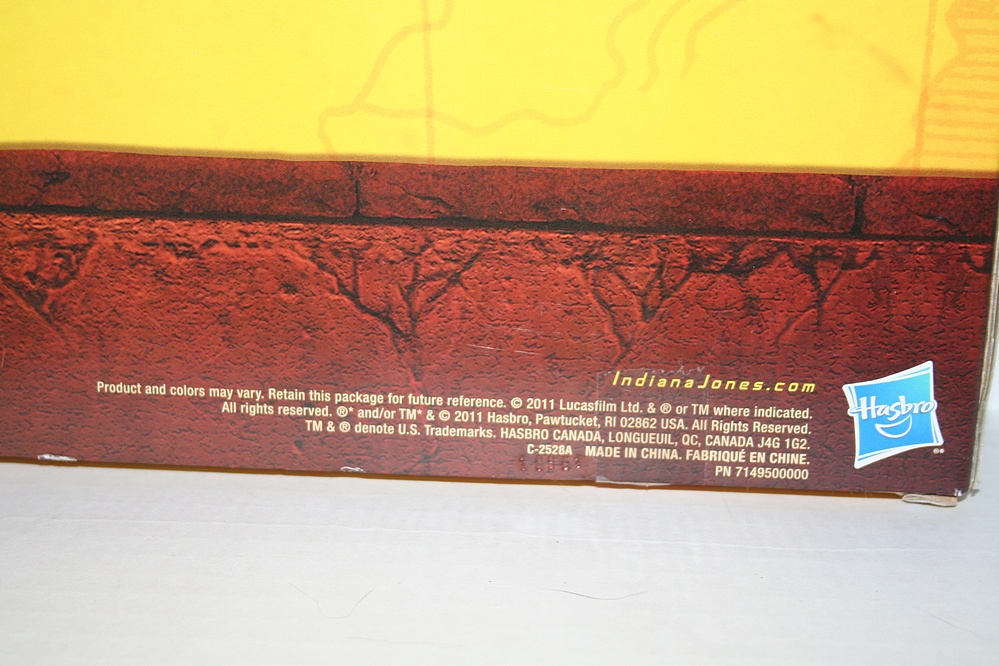 IndianaJones.com
Product and colors may vary. Retain this package for future reference. © 2011 Lucasfilm Ltd. & ® or TM where indicated.
All rights reserved. ®* and/or TM* & © 2011 Hasbro, Pawtucket, RI 02862 USA. All Rights Reserved.
TM & ® denote U.S. Trademarks. HASBRO CANADA, LONGUEUIL, QC, CANADA J4G 1G2.
C-2528A MADE IN CHINA. FABRIQUÉ EN CHINE.
PN 7149500000
Hasbro
®*